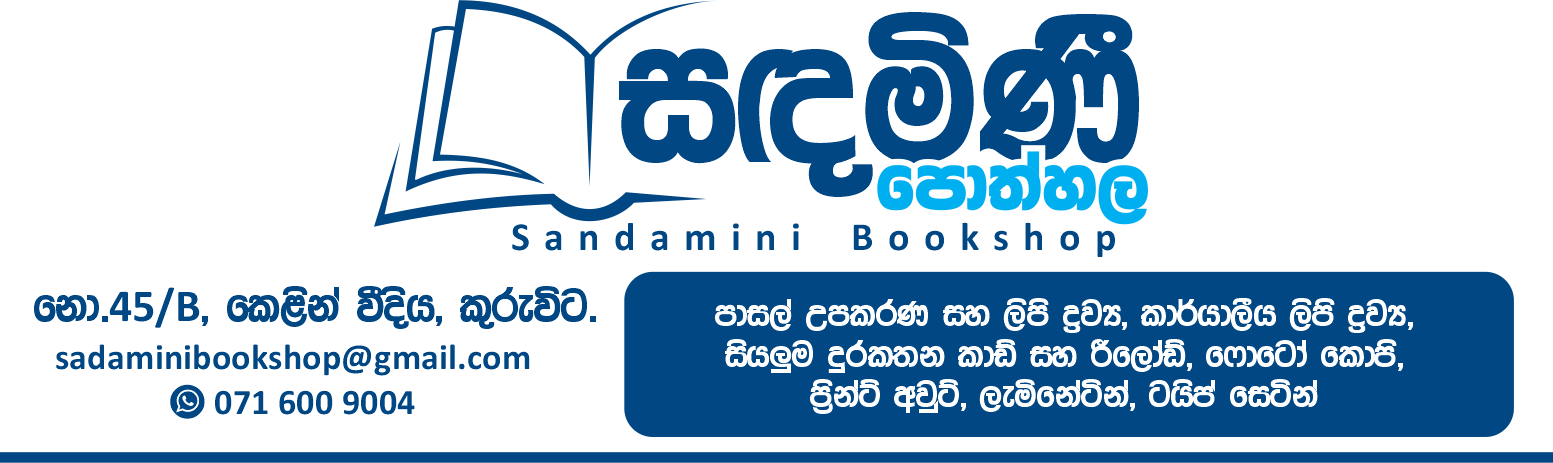 සඳමිණී
පොත්හල
Sandamini Bookshop
නො.45/B, කෙළින් වීදිය, කුරුවිට.
sadaminibookshop@gmail.com
071 600 9004
පාසල් උපකරණ සහ ලිපි ද්‍රව්‍ය, කාර්යාලීය ලිපි ද්‍රව්‍ය,
සියලුම දුරකතන කාඩ් සහ රීලෝඩ්, ෆොටෝ කොපි,
ප්‍රින්ට් අවුට්, ලැමිනේටින්, ටයිප් සෙටින්